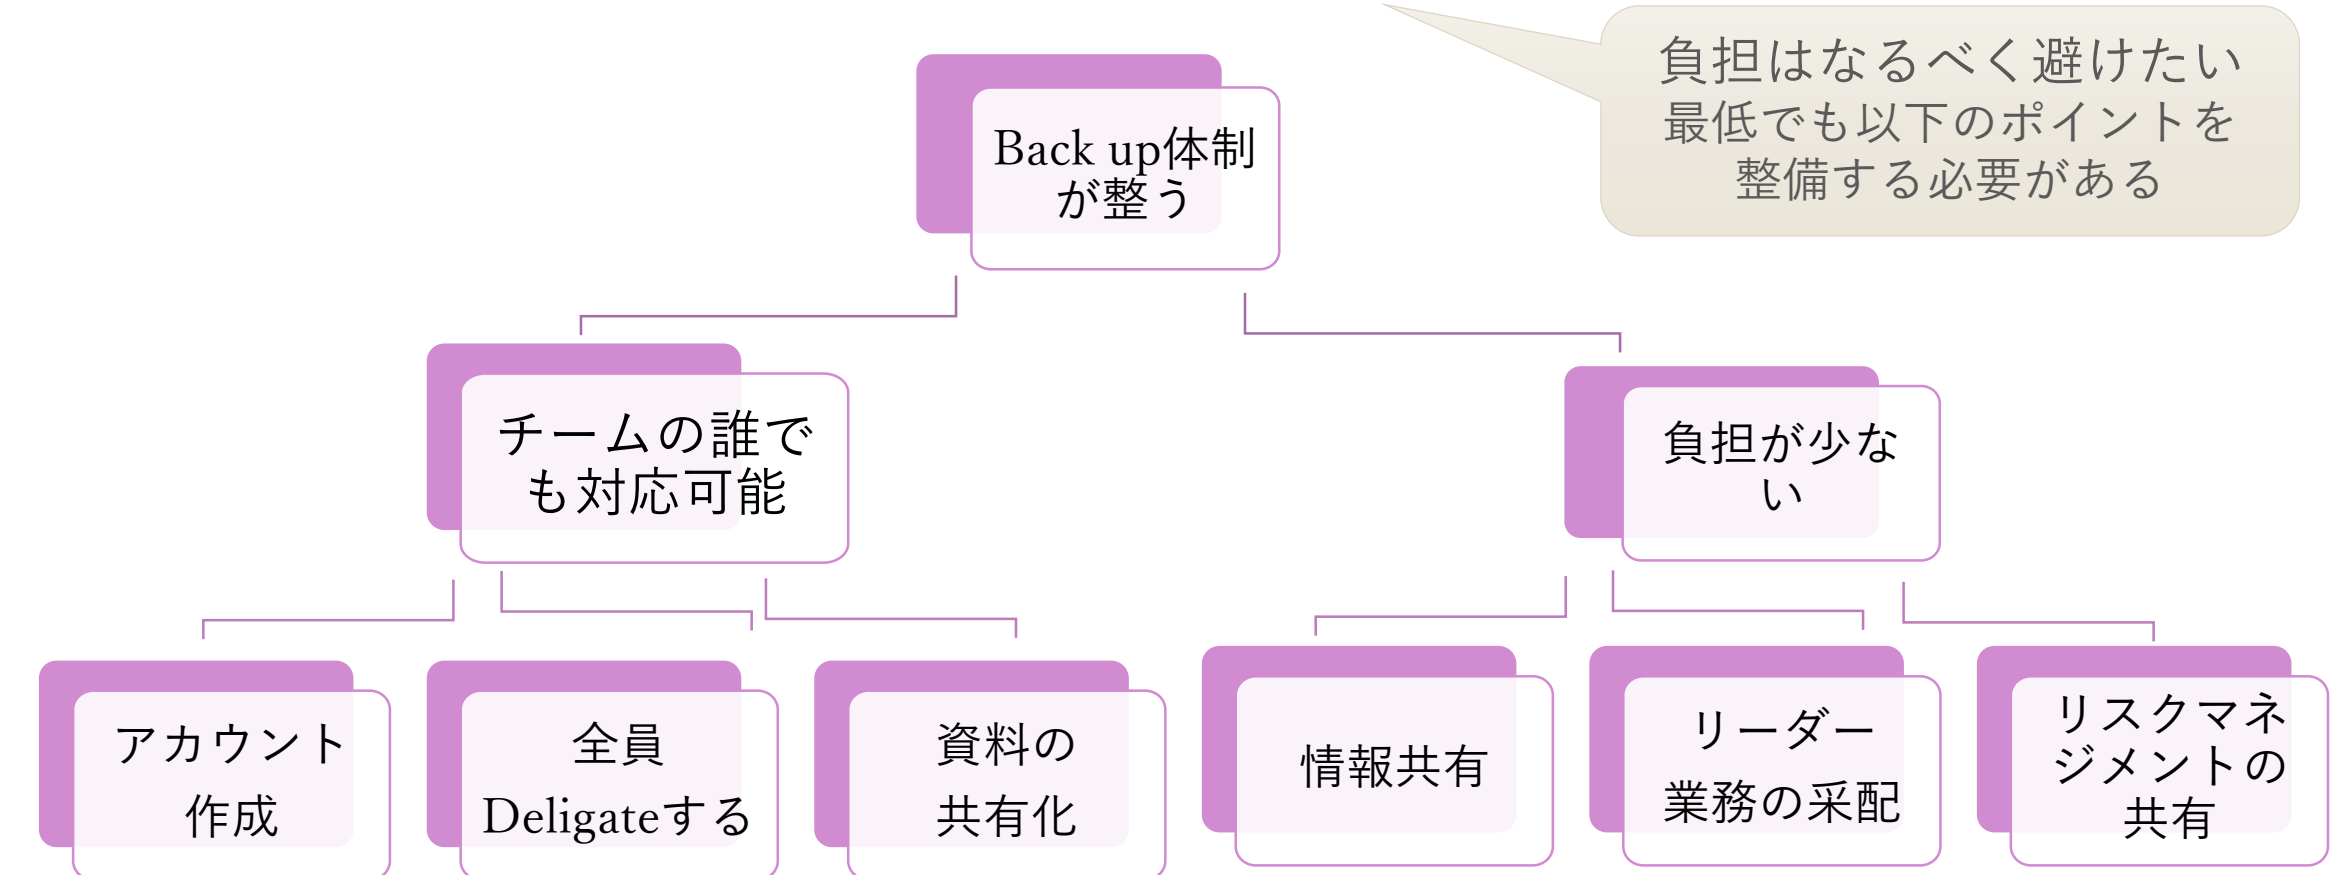 負担はなるべく避けたい
最低でも以下のポイントを
整備する必要がある
Back up体制
が整う
チームの誰で
も対応可能
負担が少な
い
アカウント
作成
全員
Deligateする
資料の
共有化
情報共有
リーダー
業務の采配
リスクマネ
ジメントの
共有